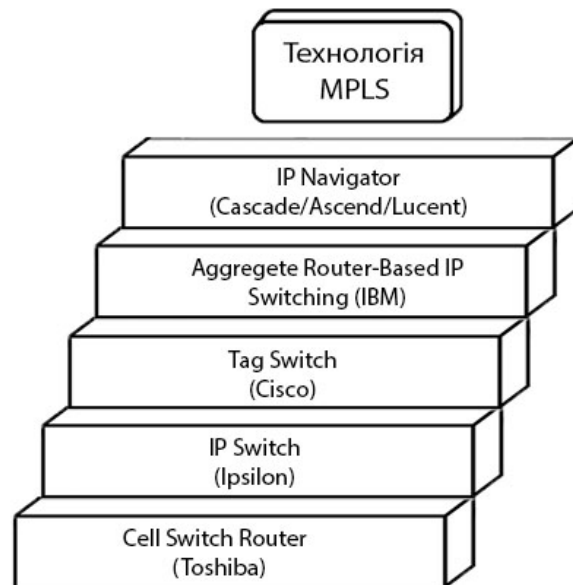 Технологія
MPLS
IP Navigator
(Cascade/Ascend/Lucent)
Aggregete Router-Based IP
Switching (IBM)
Tag Switch
(Cisco)
IP Switch
(Ipsilon)
Cell Switch Router
(Toshiba)